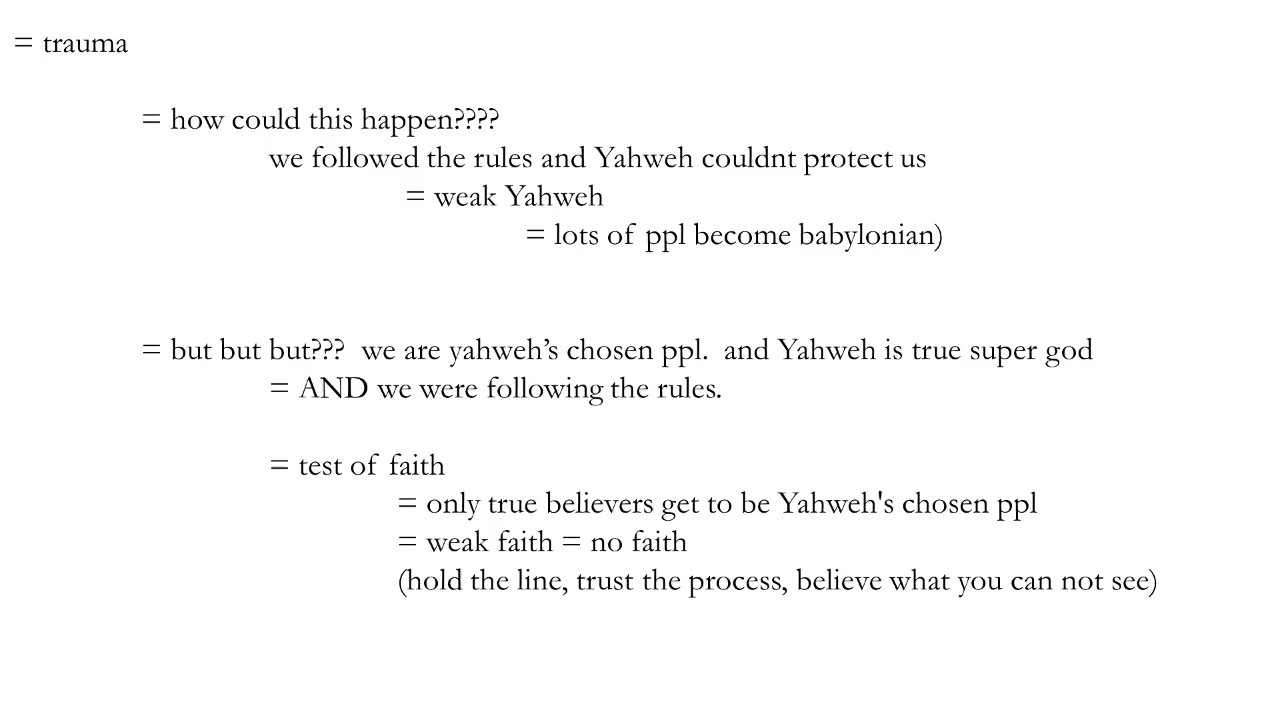 = trauma
= how could this happen????
we followed the rules and Yahweh couldnt protect us
= weak Yahweh
= lots of ppl become babylonian)
= but but but???  we are yahweh’s chosen ppl.  and Yahweh is true super god
= AND we were following the rules.
= test of faith
= only true believers get to be Yahweh's chosen ppl
= weak faith = no faith
(hold the line, trust the process, believe what you can not see)